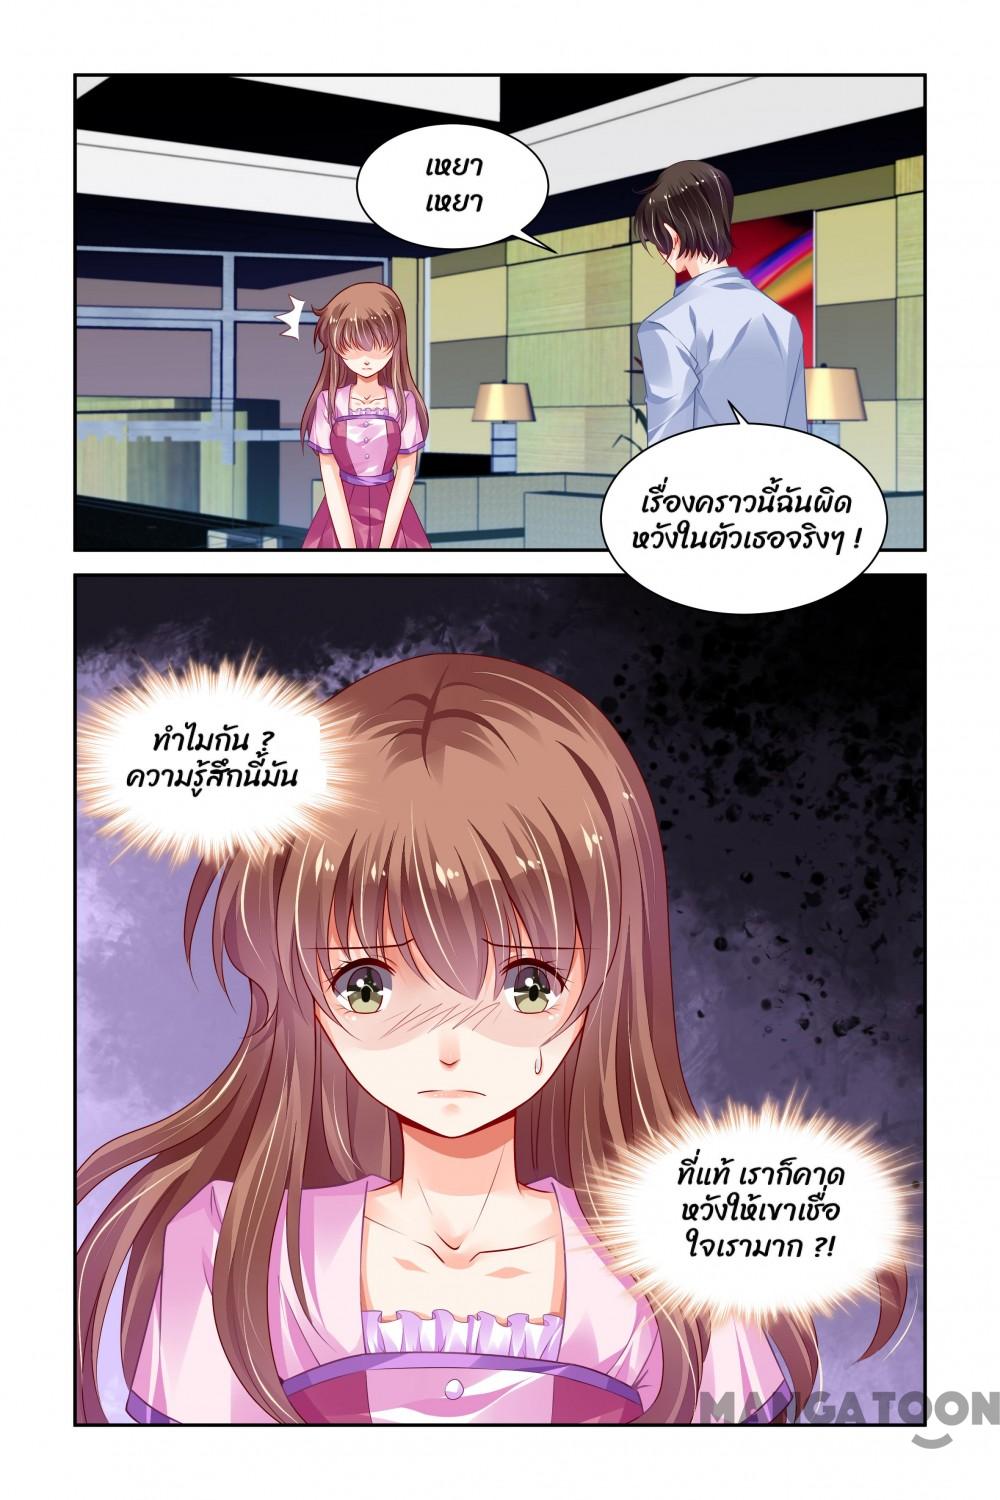 เหยา
เหยา
เรื่องคราวนี้ฉันผิด
หวังในตัวเธอจริงๆ !
ทำไมกัน ?
ความรู้สึกนี้มัน
ที่แท้ เราก็คาด
หวังให้เขาเชื่อ
ใจเรามาก ?!
MANGATOON